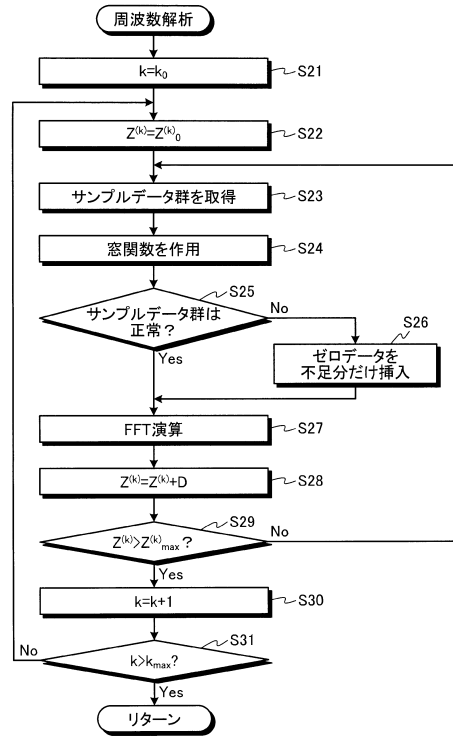 周波数解析
k=k₀
S21
Z⁽ᵏ⁾=Z⁽ᵏ⁾₀
S22
サンプルデータ群を取得
S23
窓関数を作用
S24
S25
サンプルデータ群は
正常？
No
Yes
S26
ゼロデータを
不足分だけ挿入
FFT演算
S27
Z⁽ᵏ⁾=Z⁽ᵏ⁾+D
S28
S29
Z⁽ᵏ⁾>Z⁽ᵏ⁾max？
No
Yes
k=k+1
S30
S31
k>kmax?
No
Yes
リターン